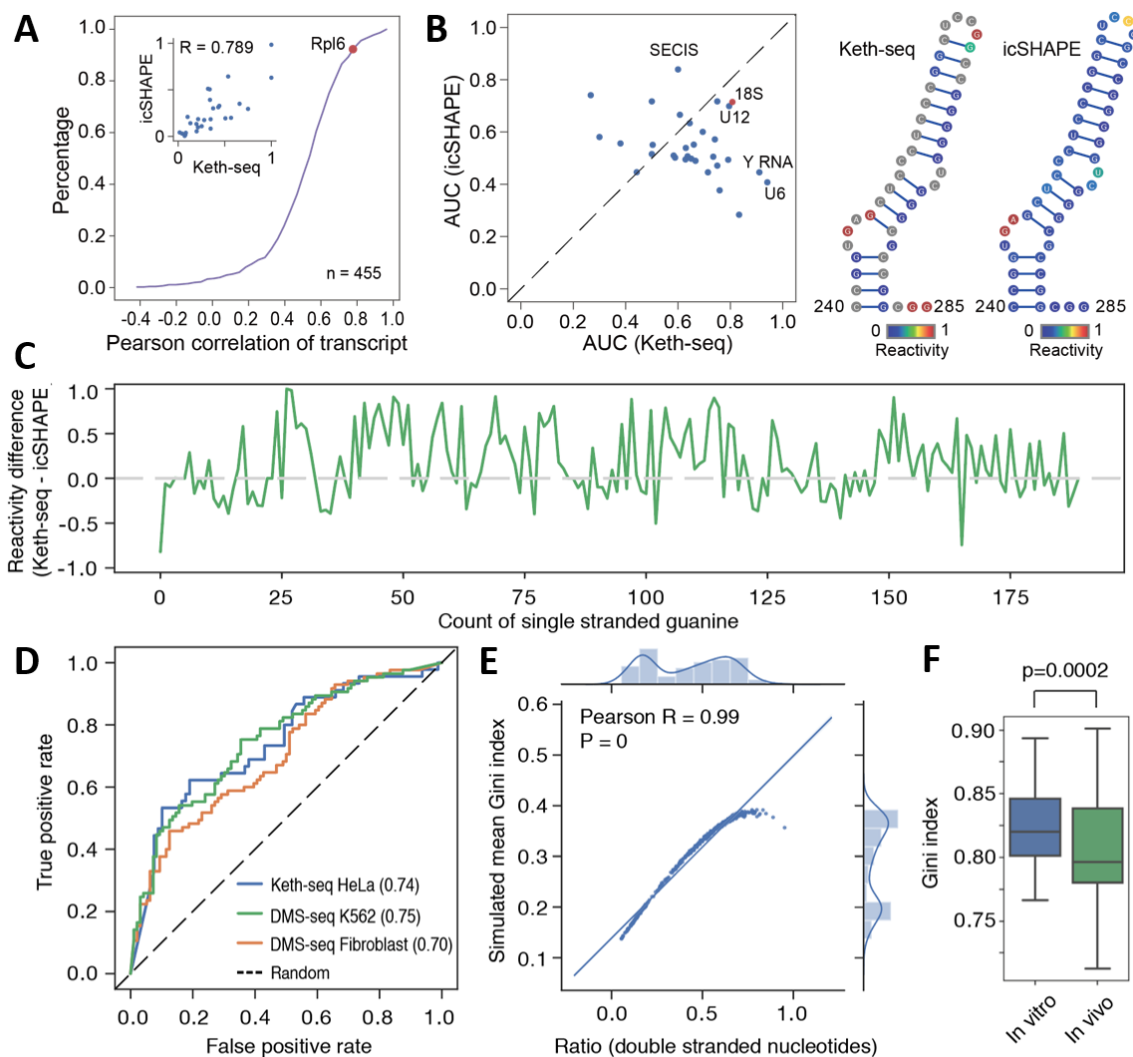 A
Percentage
1.0
0.8
0.6
0.4
0.2
0.0
R = 0.789
Rpl6
icSHAPE
1
0
0
1
Keth-seq
n = 455
-0.4 -0.2 0.0 0.2 0.4 0.6 0.8 1.0
Pearson correlation of transcript
B
AUC (icSHAPE)
1.0
0.8
0.6
0.4
0.2
0.0
SECIS
18S
U12
Y RNA
U6
0.0 0.2 0.4 0.6 0.8 1.0
AUC (Keth-seq)
Keth-seq
240
285
0 1
Reactivity
icSHAPE
240
285
0 1
Reactivity
C
Reactivity difference
(Keth-seq - icSHAPE)
1.0
0.5
0.0
-0.5
-1.0
0 25 50 75 100 125 150 175
Count of single stranded guanine
D
True positive rate
1.0
0.8
0.6
0.4
0.2
0.0
Keth-seq HeLa (0.74)
DMS-seq K562 (0.75)
DMS-seq Fibroblast (0.70)
Random
0.0 0.2 0.4 0.6 0.8 1.0
False positive rate
E
Simulated mean Gini index
0.6
0.5
0.4
0.3
0.2
0.1
Pearson R = 0.99
P = 0
0.0 0.5 1.0
Ratio (double stranded nucleotides)
F
p=0.0002
Gini index
0.90
0.85
0.80
0.75
In vitro
In vivo